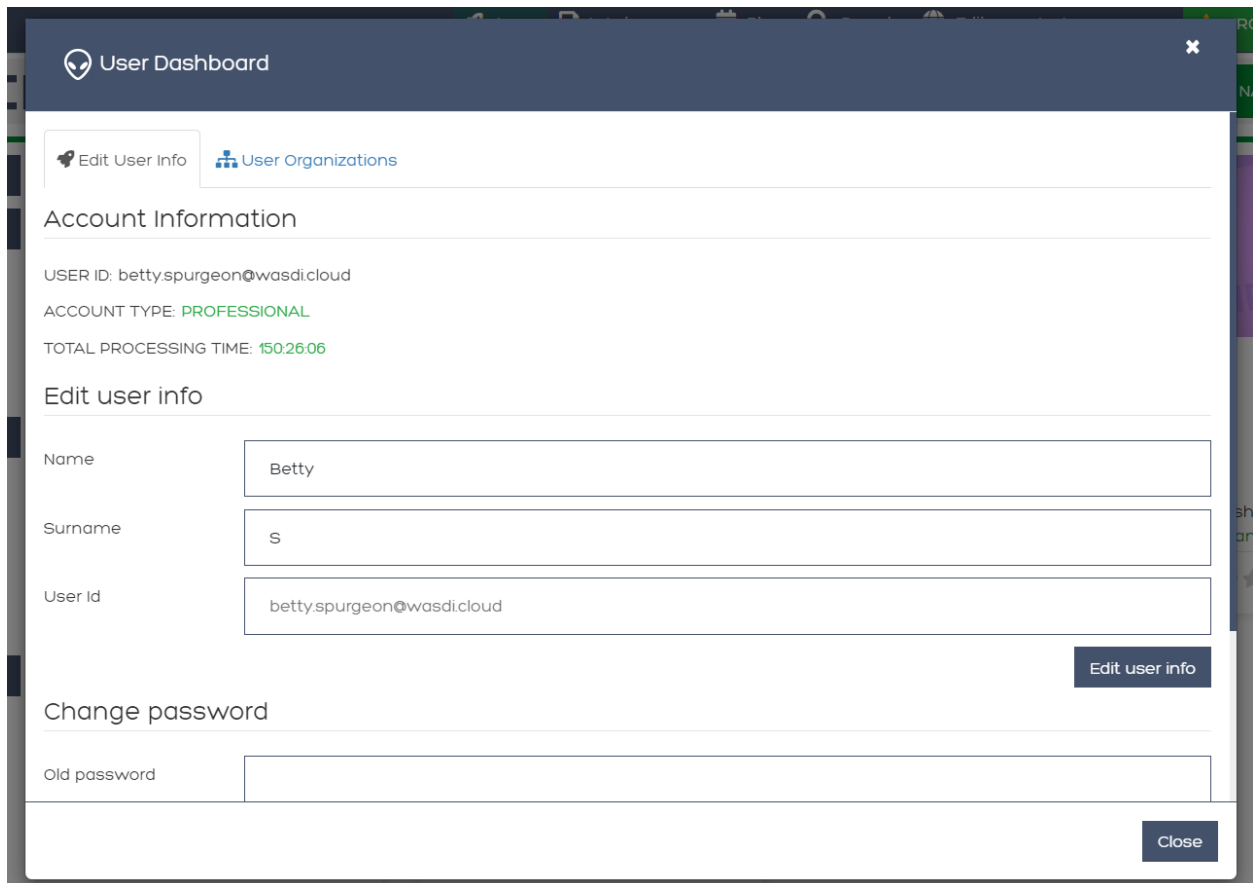 User Dashboard
Edit User Info
User Organizations
Account Information
USER ID: betty.spurgeon@wasdi.cloud
ACCOUNT TYPE: PROFESSIONAL
TOTAL PROCESSING TIME: 150:26:06
Edit user info
Name
Betty
Surname
S
User Id
betty.spurgeon@wasdi.cloud
Edit user info
Change password
Old password
Close